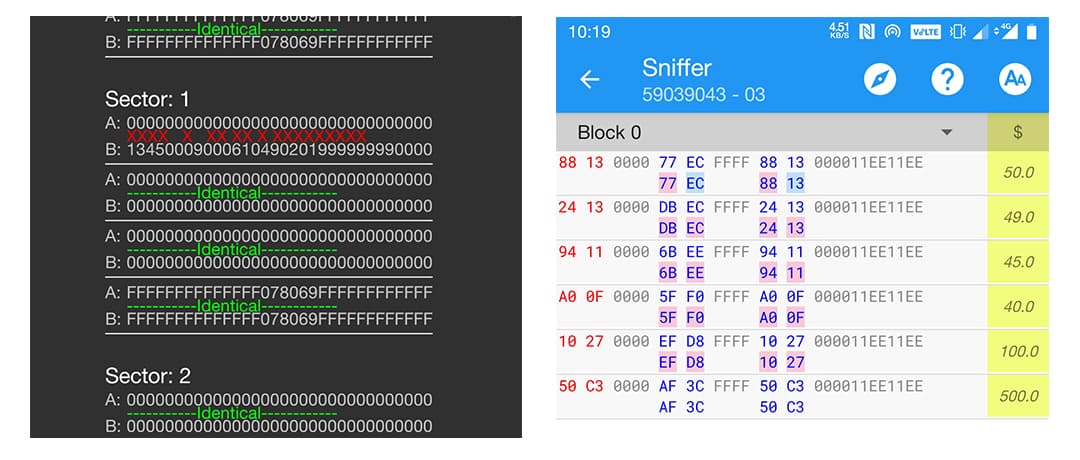 A: FFFFFFFFFFFFFF078069FFFFFFFFFFFF
-----------Identical------------
B: FFFFFFFFFFFFFF078069FFFFFFFFFFFF
Sector: 1
A: 00000000000000000000000000000000
XXXX X XX XX X XXXXXXXXX
B: 13450009000610490201999999990000
A: 00000000000000000000000000000000
-----------Identical------------
B: 00000000000000000000000000000000
A: 00000000000000000000000000000000
-----------Identical------------
B: 00000000000000000000000000000000
A: FFFFFFFFFFFFFF078069FFFFFFFFFFFF
-----------Identical------------
B: FFFFFFFFFFFFFF078069FFFFFFFFFFFF
Sector: 2
A: 00000000000000000000000000000000
-----------Identical------------
B: 00000000000000000000000000000000
10:19 4.51 KB/S VoLTE 4G
Sniffer
59039043 - 03
? AA
Block 0 $
88 13 0000 77 EC FFFF 88 13 000011EE11EE 50.0
77 EC 88 13
24 13 0000 DB EC FFFF 24 13 000011EE11EE 49.0
DB EC 24 13
94 11 0000 6B EE FFFF 94 11 000011EE11EE 45.0
6B EE 94 11
A0 0F 0000 5F F0 FFFF A0 0F 000011EE11EE 40.0
5F F0 A0 0F
10 27 0000 EF D8 FFFF 10 27 000011EE11EE 100.0
EF D8 10 27
50 C3 0000 AF 3C FFFF 50 C3 000011EE11EE 500.0
AF 3C 50 C3